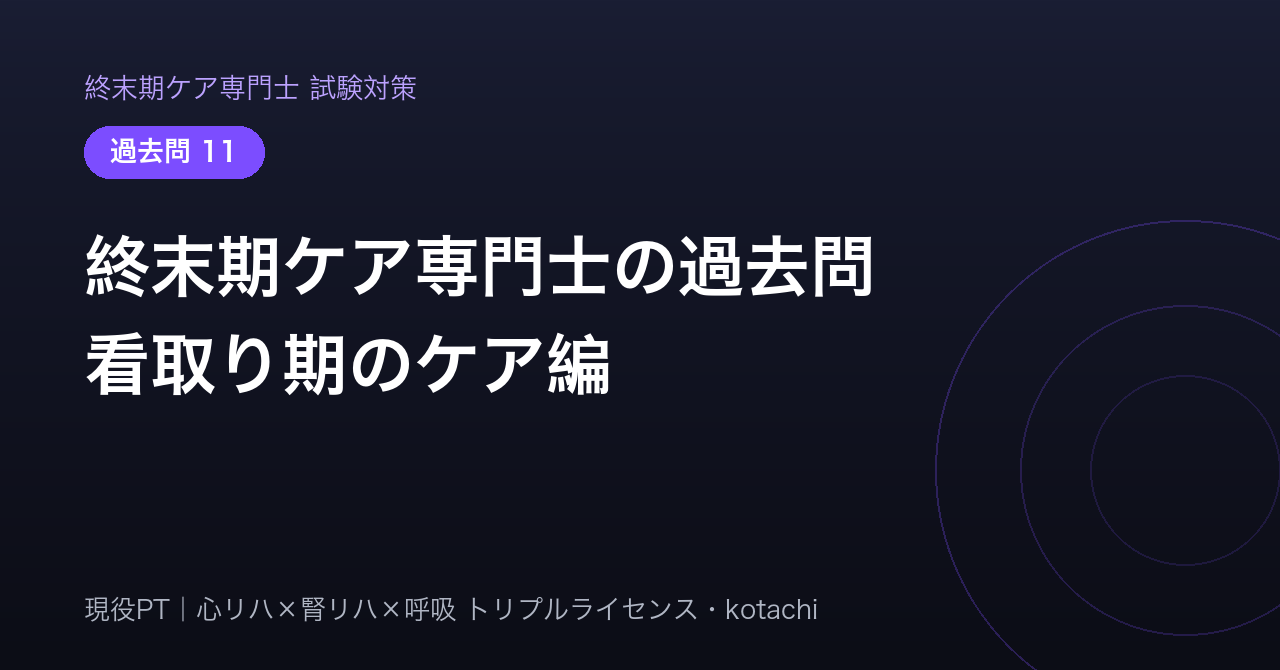 終末期ケア専門士 試験対策
過去問 11
終末期ケア専門士の過去問
看取り期のケア編
現役PT｜心リハ×腎リハ×呼吸 トリプルライセンス・kotachi